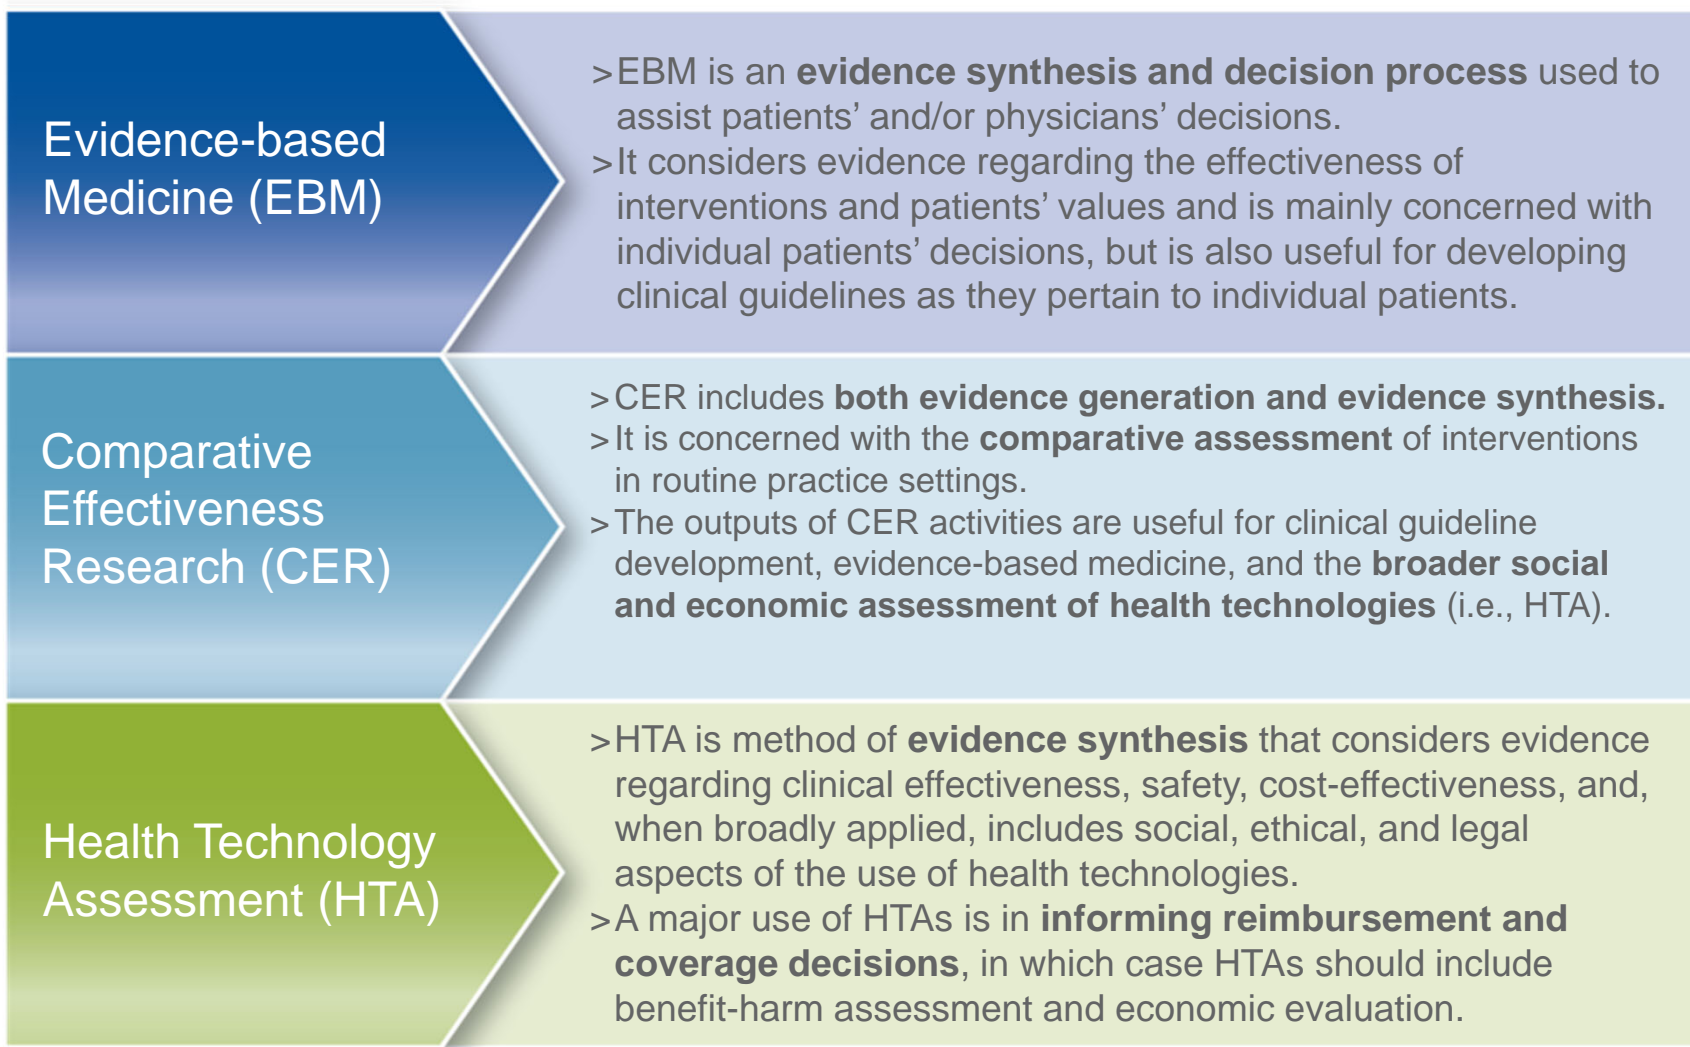 Evidence-based
Medicine (EBM)
>EBM is an evidence synthesis and decision process used to
assist patients’ and/or physicians’ decisions.
>It considers evidence regarding the effectiveness of
interventions and patients’ values and is mainly concerned with
individual patients’ decisions, but is also useful for developing
clinical guidelines as they pertain to individual patients.
Comparative
Effectiveness
Research (CER)
>CER includes both evidence generation and evidence synthesis.
>It is concerned with the comparative assessment of interventions
in routine practice settings.
>The outputs of CER activities are useful for clinical guideline
development, evidence-based medicine, and the broader social
and economic assessment of health technologies (i.e., HTA).
Health Technology
Assessment (HTA)
>HTA is method of evidence synthesis that considers evidence
regarding clinical effectiveness, safety, cost-effectiveness, and,
when broadly applied, includes social, ethical, and legal
aspects of the use of health technologies.
>A major use of HTAs is in informing reimbursement and
coverage decisions, in which case HTAs should include
benefit-harm assessment and economic evaluation.